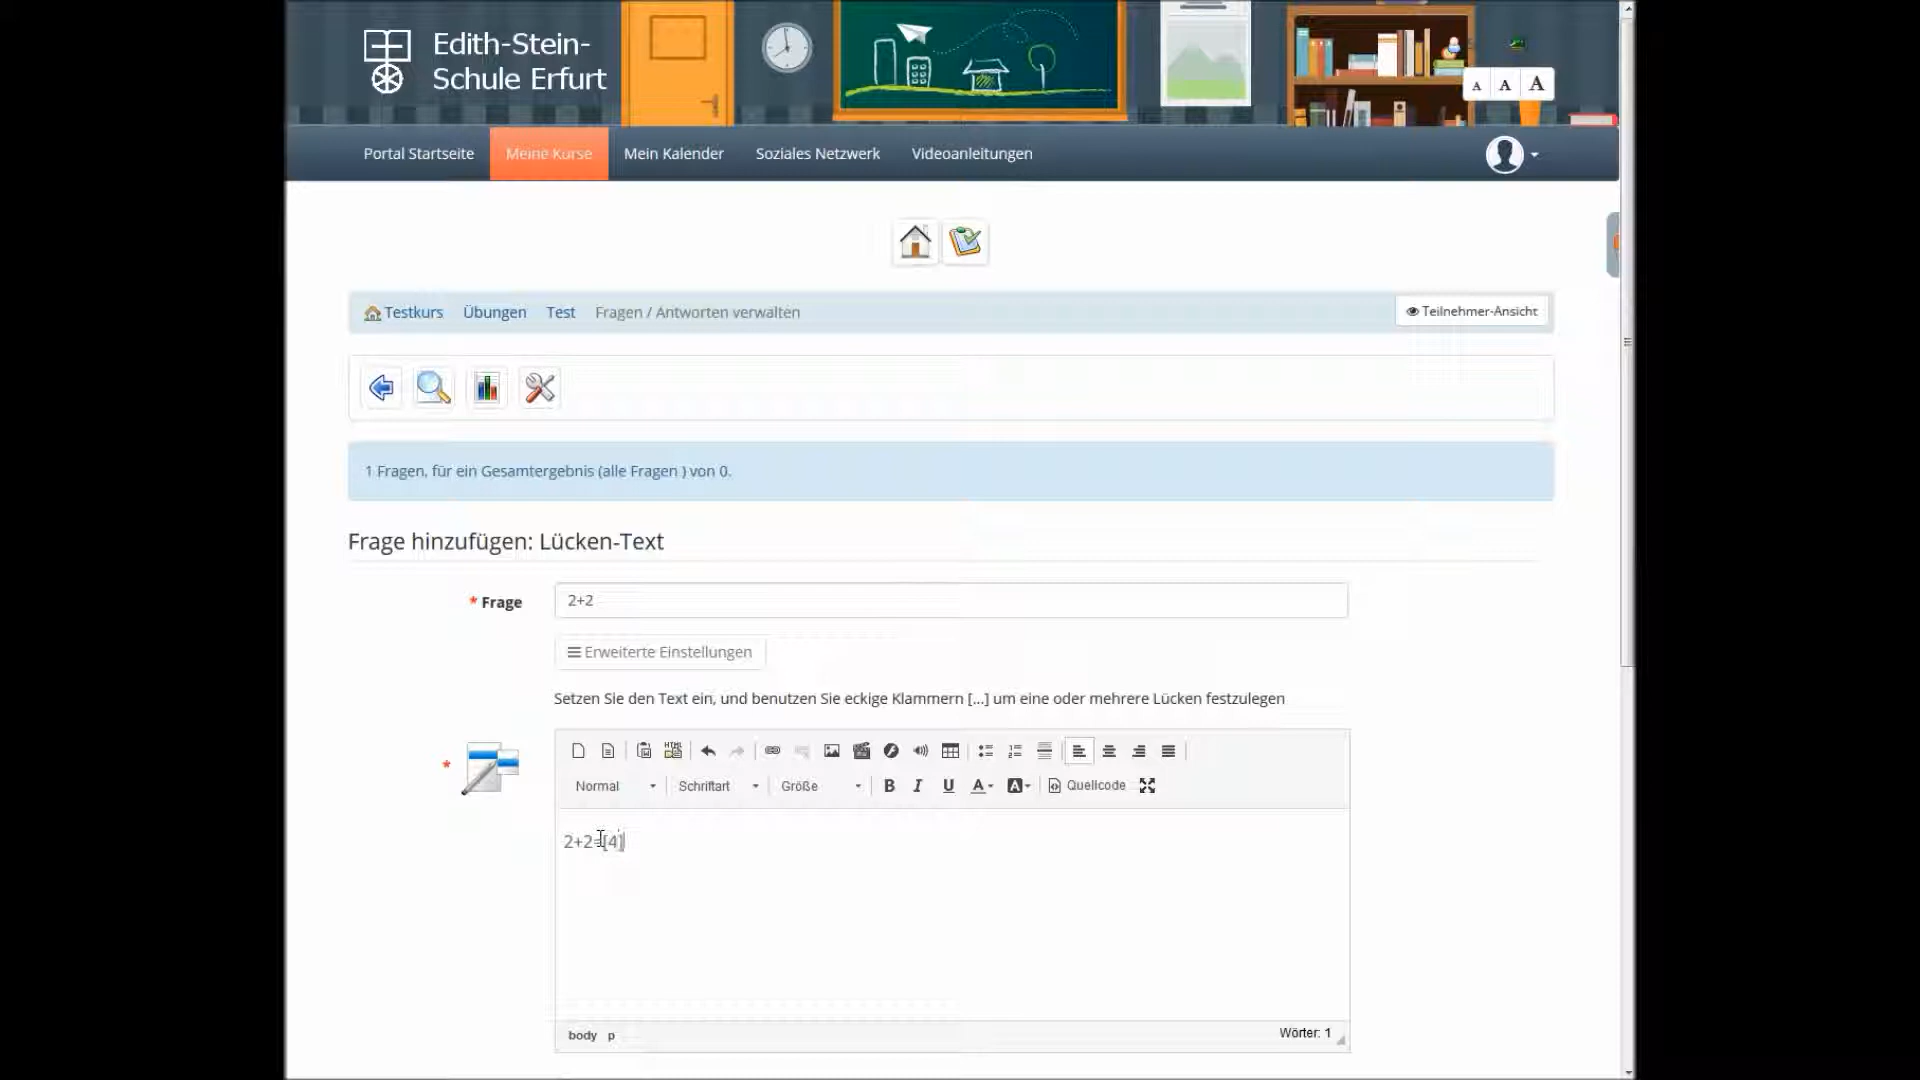 Edith-Stein-
Schule Erfurt
A A A
Portal Startseite Meine Kurse Mein Kalender Soziales Netzwerk Videoanleitungen
Testkurs Übungen Test Fragen / Antworten verwalten Teilnehmer-Ansicht
1 Fragen, für ein Gesamtergebnis (alle Fragen ) von 0.
Frage hinzufügen: Lücken-Text
* Frage 2+2
Erweiterte Einstellungen
Setzen Sie den Text ein, und benutzen Sie eckige Klammern [...] um eine oder mehrere Lücken festzulegen
*
Normal Schriftart Größe B I U A A Quellcode
2+2=[4]
body p Wörter: 1